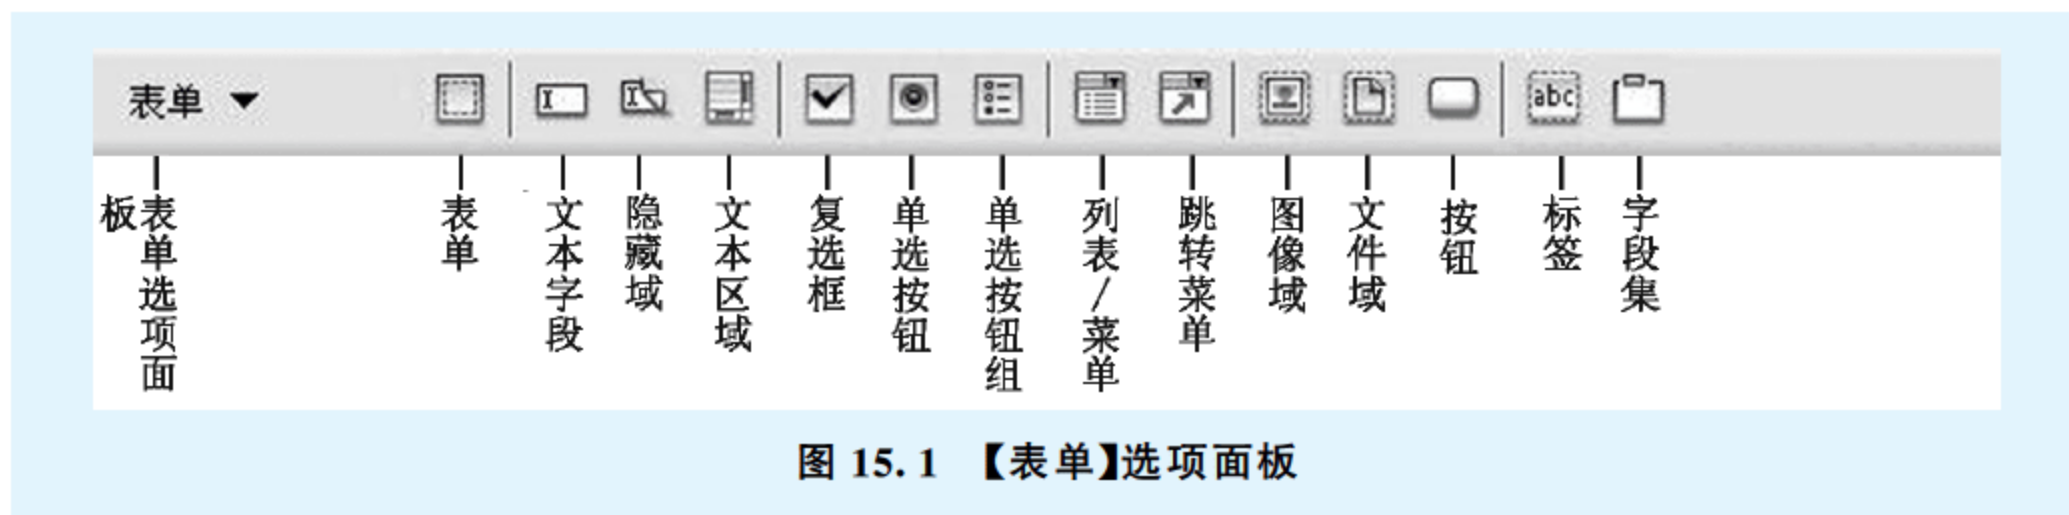 表单
abc
表单选项面板
表单
文本字段
隐藏域
文本区域
复选框
单选按钮
单选按钮组
列表/菜单
跳转菜单
图像域
文件域
按钮
标签
字段集
图 15.1 【表单】选项面板